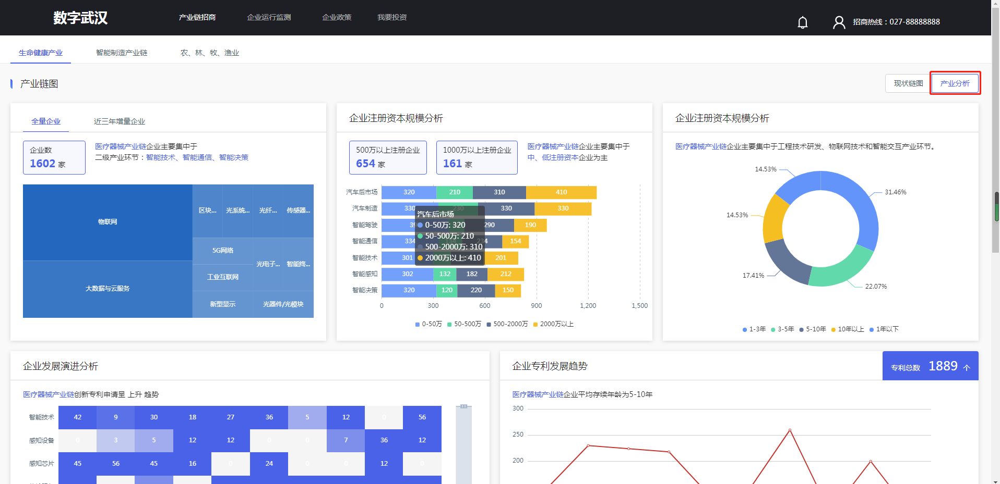 数字武汉
产业链招商 企业运行监测 企业政策 我要投资
招商热线：027-88888888
生命健康产业 智能制造产业链 农、林、牧、渔业
产业链图
现状链图 产业分析
全量企业 近三年增量企业
企业数
1602 家
医疗器械产业链企业主要集中于
二级产业环节：智能技术、智能通信、智能决策
物联网
大数据与云服务
区块... 光系统... 光纤... 传感器...
5G网络
工业互联网
光电子... 智能终...
新型显示 光器件/光模块
企业注册资本规模分析
500万以上注册企业
654 家
1000万以上注册企业
161 家
医疗器械产业链企业主要集中于
中、低注册资本企业为主
汽车后市场 320 210 310 410
汽车制造 330 230 330 330
智能驾驶 290 190
智能通信 334 154
智能技术 301 201
智能感知 302 132 182 212
智能决策 320 120 220 150
汽车后市场
0-50万: 320
50-500万: 210
500-2000万: 310
2000万以上: 410
0 300 600 900 1,200 1,500
0-50万 50-500万 500-2000万 2000万以上
企业注册资本规模分析
医疗器械产业链企业主要集中于工程技术研发、物联网技术和智能交互产业环节。
14.53%
31.46%
14.53%
17.41%
22.07%
1-3年 3-5年 5-10年 10年以上 1年以下
企业发展演进分析
医疗器械产业链创新专利申请呈 上升 趋势
智能技术 42 9 30 18 27 36 5 12 0 56
感知设备 0 3 5 12 12 0 0 7 36 12
感知芯片 45 56 45 16 0 24 0 0 12 0
企业专利发展趋势
专利总数 1889 个
医疗器械产业链企业平均存续年龄为5-10年
300
250
200